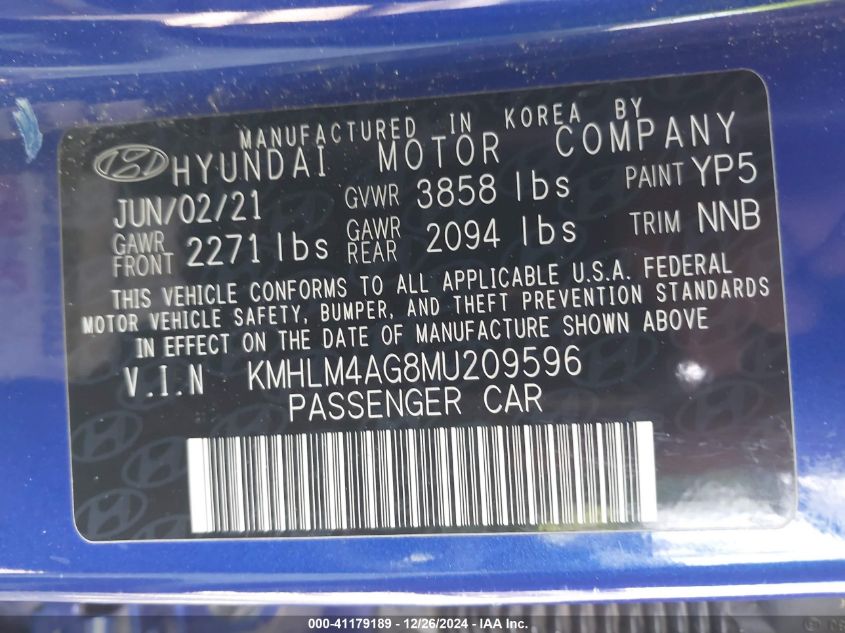 MANUFACTURED IN KOREA BY
HYUNDAI MOTOR COMPANY
JUN/02/21 GVWR 3858 lbs PAINT YP5
GAWR FRONT 2271 lbs GAWR REAR 2094 lbs TRIM NNB
THIS VEHICLE CONFORMS TO ALL APPLICABLE U.S.A. FEDERAL
MOTOR VEHICLE SAFETY, BUMPER, AND THEFT PREVENTION STANDARDS
IN EFFECT ON THE DATE OF MANUFACTURE SHOWN ABOVE
V.I.N KMHLM4AG8MU209596
PASSENGER CAR
000-41179189 - 12/26/2024 - IAA Inc.